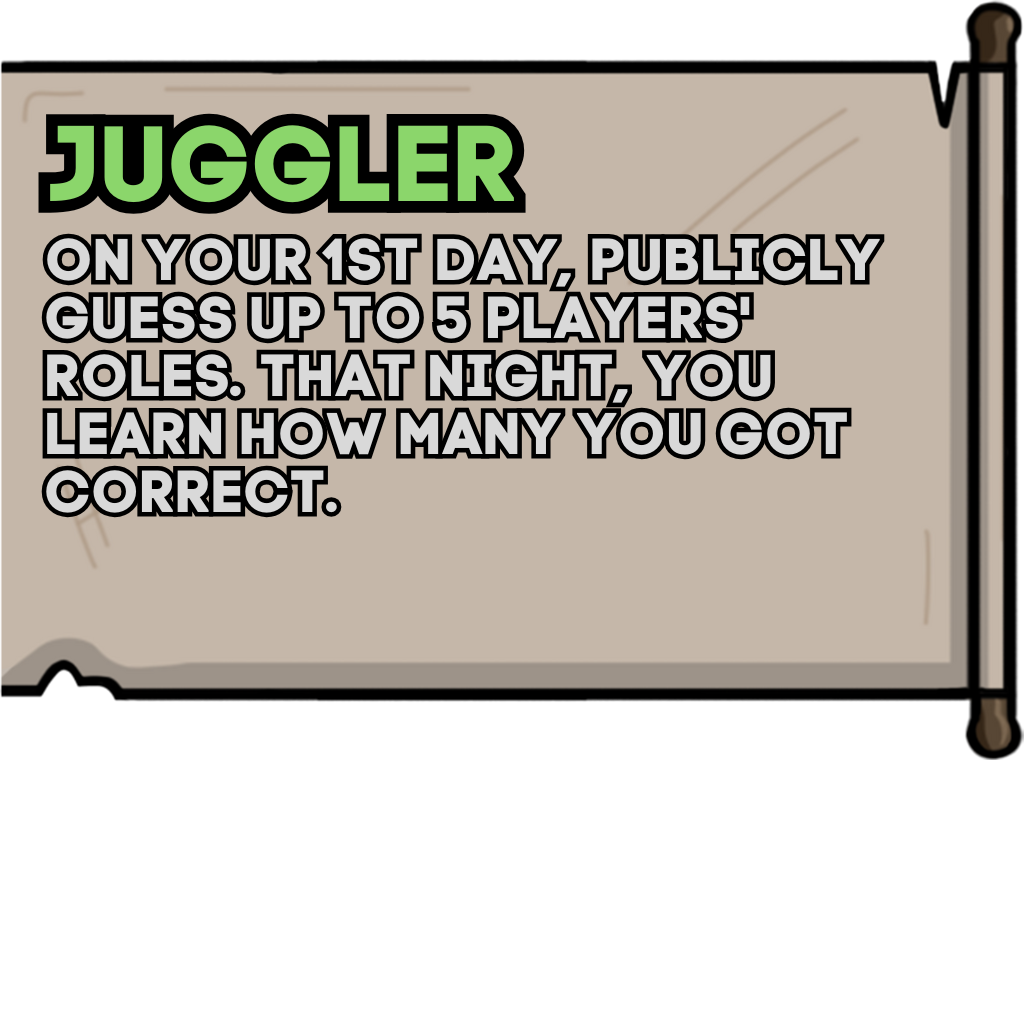 JUGGLER
ON YOUR 1ST DAY, PUBLICLY
GUESS UP TO 5 PLAYERS'
ROLES. THAT NIGHT, YOU
LEARN HOW MANY YOU GOT
CORRECT.